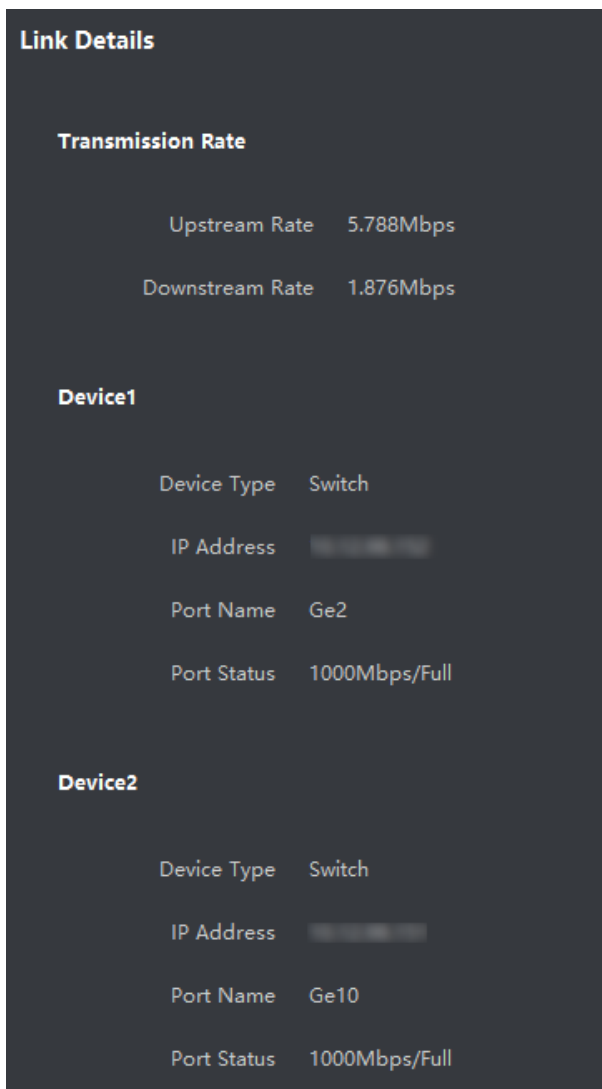 Link Details
Transmission Rate
Upstream Rate 5.788Mbps
Downstream Rate 1.876Mbps
Device1
Device Type Switch
IP Address
Port Name Ge2
Port Status 1000Mbps/Full
Device2
Device Type Switch
IP Address
Port Name Ge10
Port Status 1000Mbps/Full